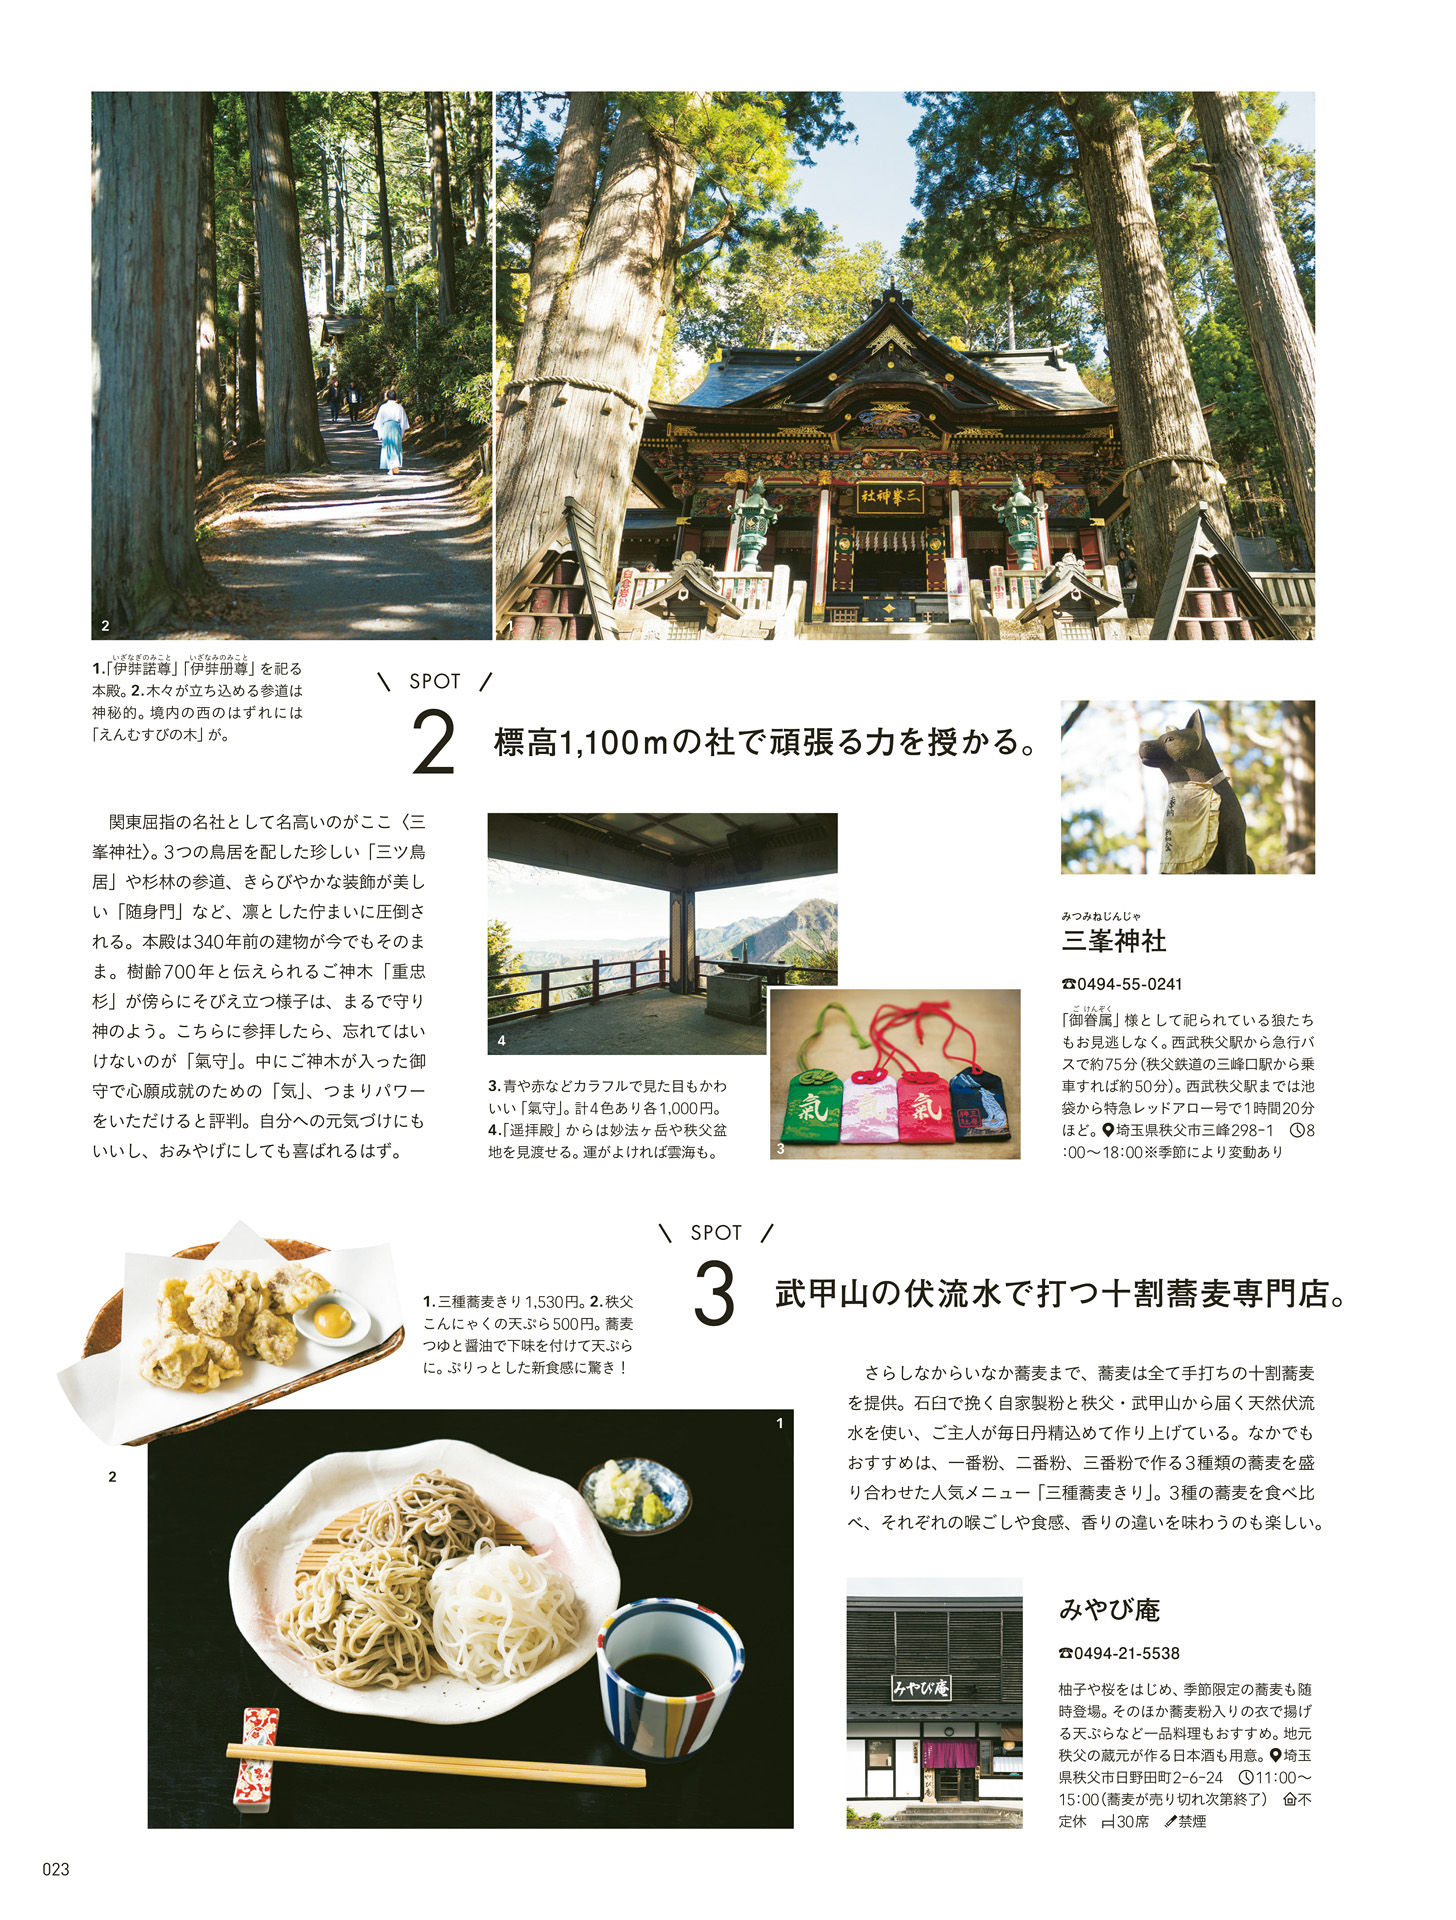 2
1
1.「伊弉諾尊」「伊弉册尊」を祀る
いざなぎのみこと
いざなみのみこと
本殿。2.木々が立ち込める参道は
神秘的。境内の西のはずれには
「えんむすびの木」が。
SPOT
2
標高1,100mの社で頑張る力を授かる。
関東屈指の名社として名高いのがここ〈三
峯神社〉。3つの鳥居を配した珍しい「三ツ鳥
居」や杉林の参道、きらびやかな装飾が美し
い「随身門」など、凛とした佇まいに圧倒さ
れる。本殿は340年前の建物が今でもそのま
ま。樹齢700年と伝えられるご神木「重忠
杉」が傍らにそびえ立つ様子は、まるで守り
神のよう。こちらに参拝したら、忘れてはい
けないのが「氣守」。中にご神木が入った御
守で心願成就のための「気」、つまりパワー
をいただけると評判。自分への元気づけにも
いいし、おみやげにしても喜ばれるはず。
三峯神社
4
3
氣
氣
氣
3.青や赤などカラフルで見た目もかわ
いい「氣守」。計4色あり各1,000円。
4.「遥拝殿」からは妙法ヶ岳や秩父盆
地を見渡せる。運がよければ雲海も。
奉納
みつみねじんじゃ
三峯神社
☎0494-55-0241
ごけんぞく
「御眷属」様として祀られている狼たち
もお見逃しなく。西武秩父駅から急行バ
スで約75分（秩父鉄道の三峰口駅から乗
車すれば約50分）。西武秩父駅までは池
袋から特急レッドアロー号で1時間20分
ほど。埼玉県秩父市三峰298-1 8
:00〜18:00※季節により変動あり
1.三種蕎麦きり1,530円。2.秩父
こんにゃくの天ぷら500円。蕎麦
つゆと醤油で下味を付けて天ぷら
に。ぷりっとした新食感に驚き！
SPOT
3
武甲山の伏流水で打つ十割蕎麦専門店。
さらしなからいなか蕎麦まで、蕎麦は全て手打ちの十割蕎麦
を提供。石臼で挽く自家製粉と秩父・武甲山から届く天然伏流
水を使い、ご主人が毎日丹精込めて作り上げている。なかでも
おすすめは、一番粉、二番粉、三番粉で作る3種類の蕎麦を盛
り合わせた人気メニュー「三種蕎麦きり」。3種の蕎麦を食べ比
べ、それぞれの喉ごしや食感、香りの違いを味わうのも楽しい。
1
2
みやび庵
みやび庵
☎0494-21-5538
柚子や桜をはじめ、季節限定の蕎麦も随
時登場。そのほか蕎麦粉入りの衣で揚げ
る天ぷらなど一品料理もおすすめ。地元
秩父の蔵元が作る日本酒も用意。埼玉
県秩父市日野田町2-6-24 11:00〜
15:00（蕎麦が売り切れ次第終了） 不
定休 30席 禁煙
023